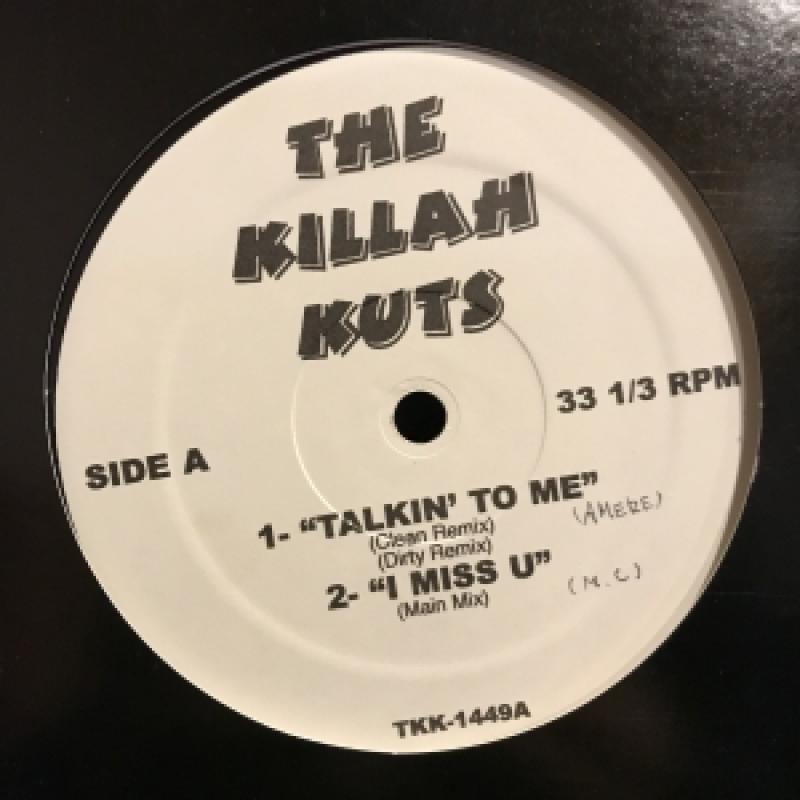 THE
KILLAH
KUTS
33 1/3 RPM
SIDE A
1- “TALKIN’ TO ME”
(AMERE)
(Clean Remix)
(Dirty Remix)
2- “I MISS U”
(M.C)
(Main Mix)
TKK-1449A